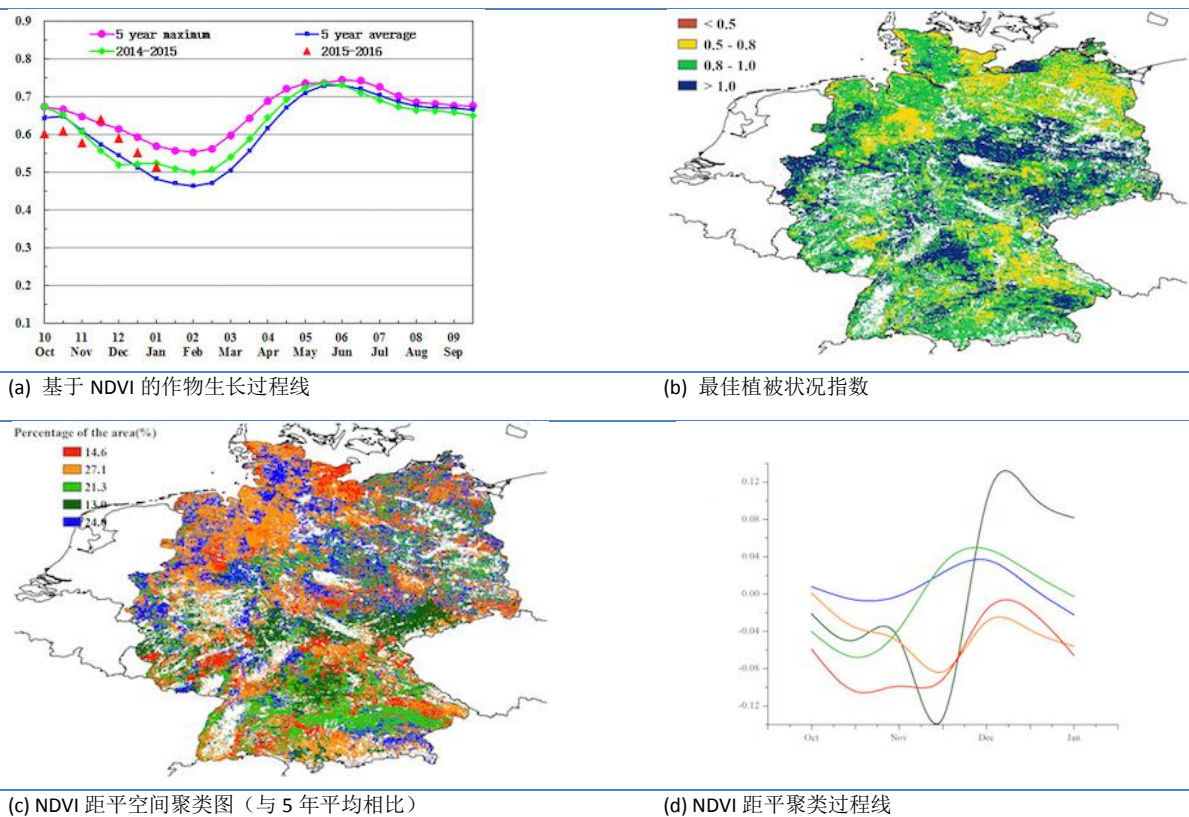 0.9
5 year maximum 5 year average
2014-2015 2015-2016
0.8
0.7
0.6
0.5
0.4
0.3
0.2
0.1
10 11 12 01 02 03 04 05 06 07 08 09
Oct Nov Dec Jan Feb Mar Apr May Jun Jul Aug Sep
< 0.5
0.5 - 0.8
0.8 - 1.0
> 1.0
(a) 基于 NDVI 的作物生长过程线
(b) 最佳植被状况指数
Percentage of the area(%)
14.6
27.1
21.3
13.0
24.0
0.12
0.08
0.04
0.00
-0.04
-0.08
-0.12
Oct Nov Dec Jan
(c) NDVI 距平空间聚类图（与 5 年平均相比）
(d) NDVI 距平聚类过程线